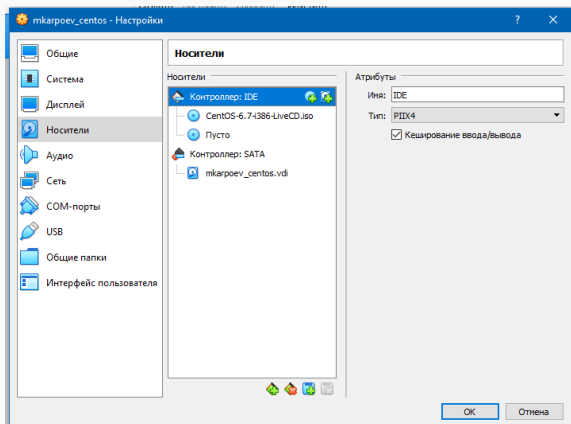 mkarpoev_centos - Настройки
Общие
Система
Дисплей
Носители
Аудио
Сеть
COM-порты
USB
Общие папки
Интерфейс пользователя
Носители
Носители
Контроллер: IDE
CentOS-6.7-i386-LiveCD.iso
Пусто
Контроллер: SATA
mkarpoev_centos.vdi
Атрибуты
Имя: IDE
Тип: PIIX4
Кеширование ввода/вывода
OK Отмена